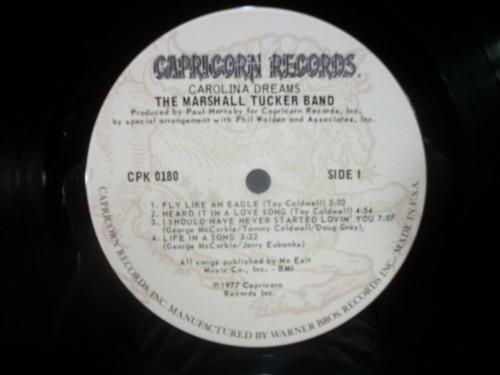 CAPRICORN RECORDS.
CAROLINA DREAMS
THE MARSHALL TUCKER BAND
Produced by Paul Hornsby for Capricorn Records, Inc.
by special arrangement with Phil Walden and Associates, Inc.
CPK 0180 SIDE 1
1. FLY LIKE AN EAGLE (Toy Caldwell) 3:02
2. HEARD IT IN A LOVE SONG (Toy Caldwell) 4:54
3. I SHOULD HAVE NEVER STARTED LOVIN' YOU 7:07
(George McCorkle/Tommy Caldwell/Doug Gray)
4. LIFE IN A SONG 3:32
(George McCorkle/Jerry Eubanks)
All songs published by No Exit
Music Co., Inc. - BMI
℗1977 Capricorn
Records Inc.
CAPRICORN RECORDS INC. MANUFACTURED BY WARNER BROS. RECORDS INC.-MADE IN U.S.A.